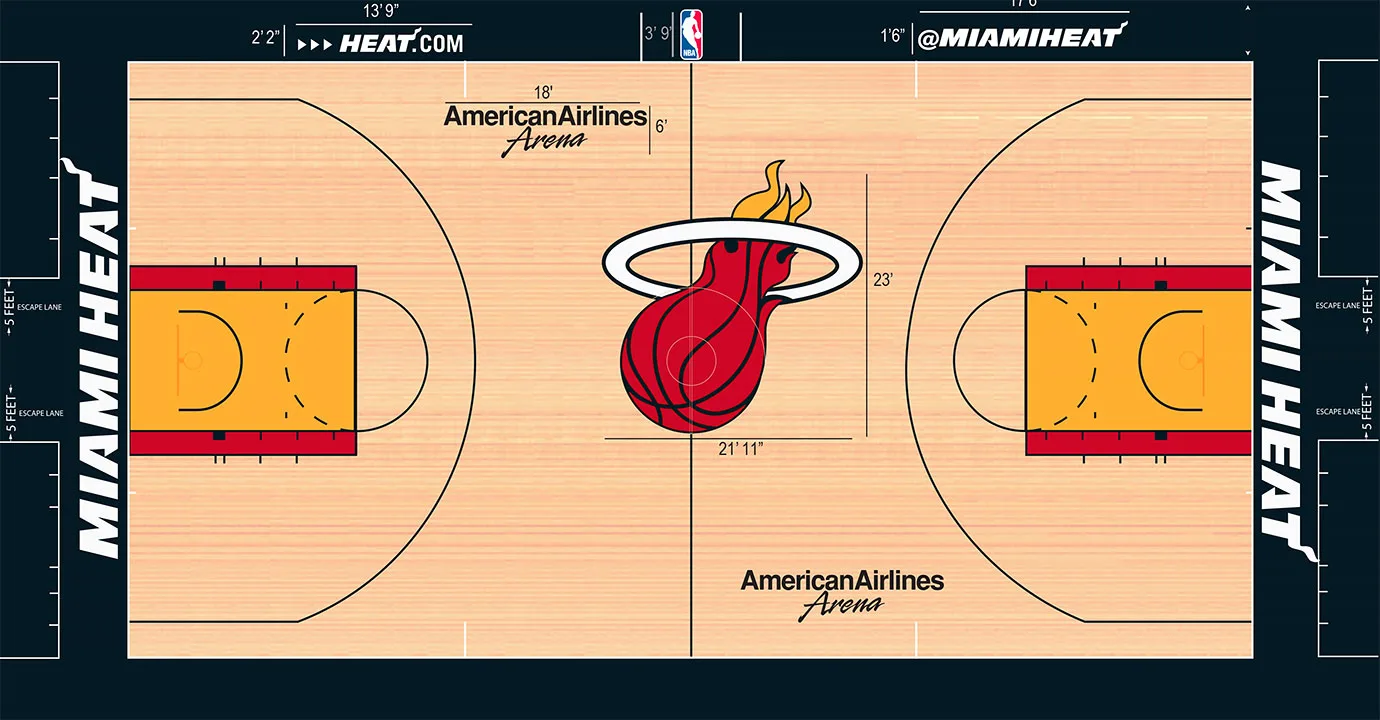 13' 9"
2' 2"
HEAT.COM
3' 9"
NBA
1'6"
@MIAMIHEAT
18'
AmericanAirlines
Arena
6'
23'
21' 11"
AmericanAirlines
Arena
MIAMI HEAT
MIAMI HEAT
5 FEET
ESCAPE LANE
5 FEET
ESCAPE LANE
ESCAPE LANE
5 FEET
ESCAPE LANE
5 FEET